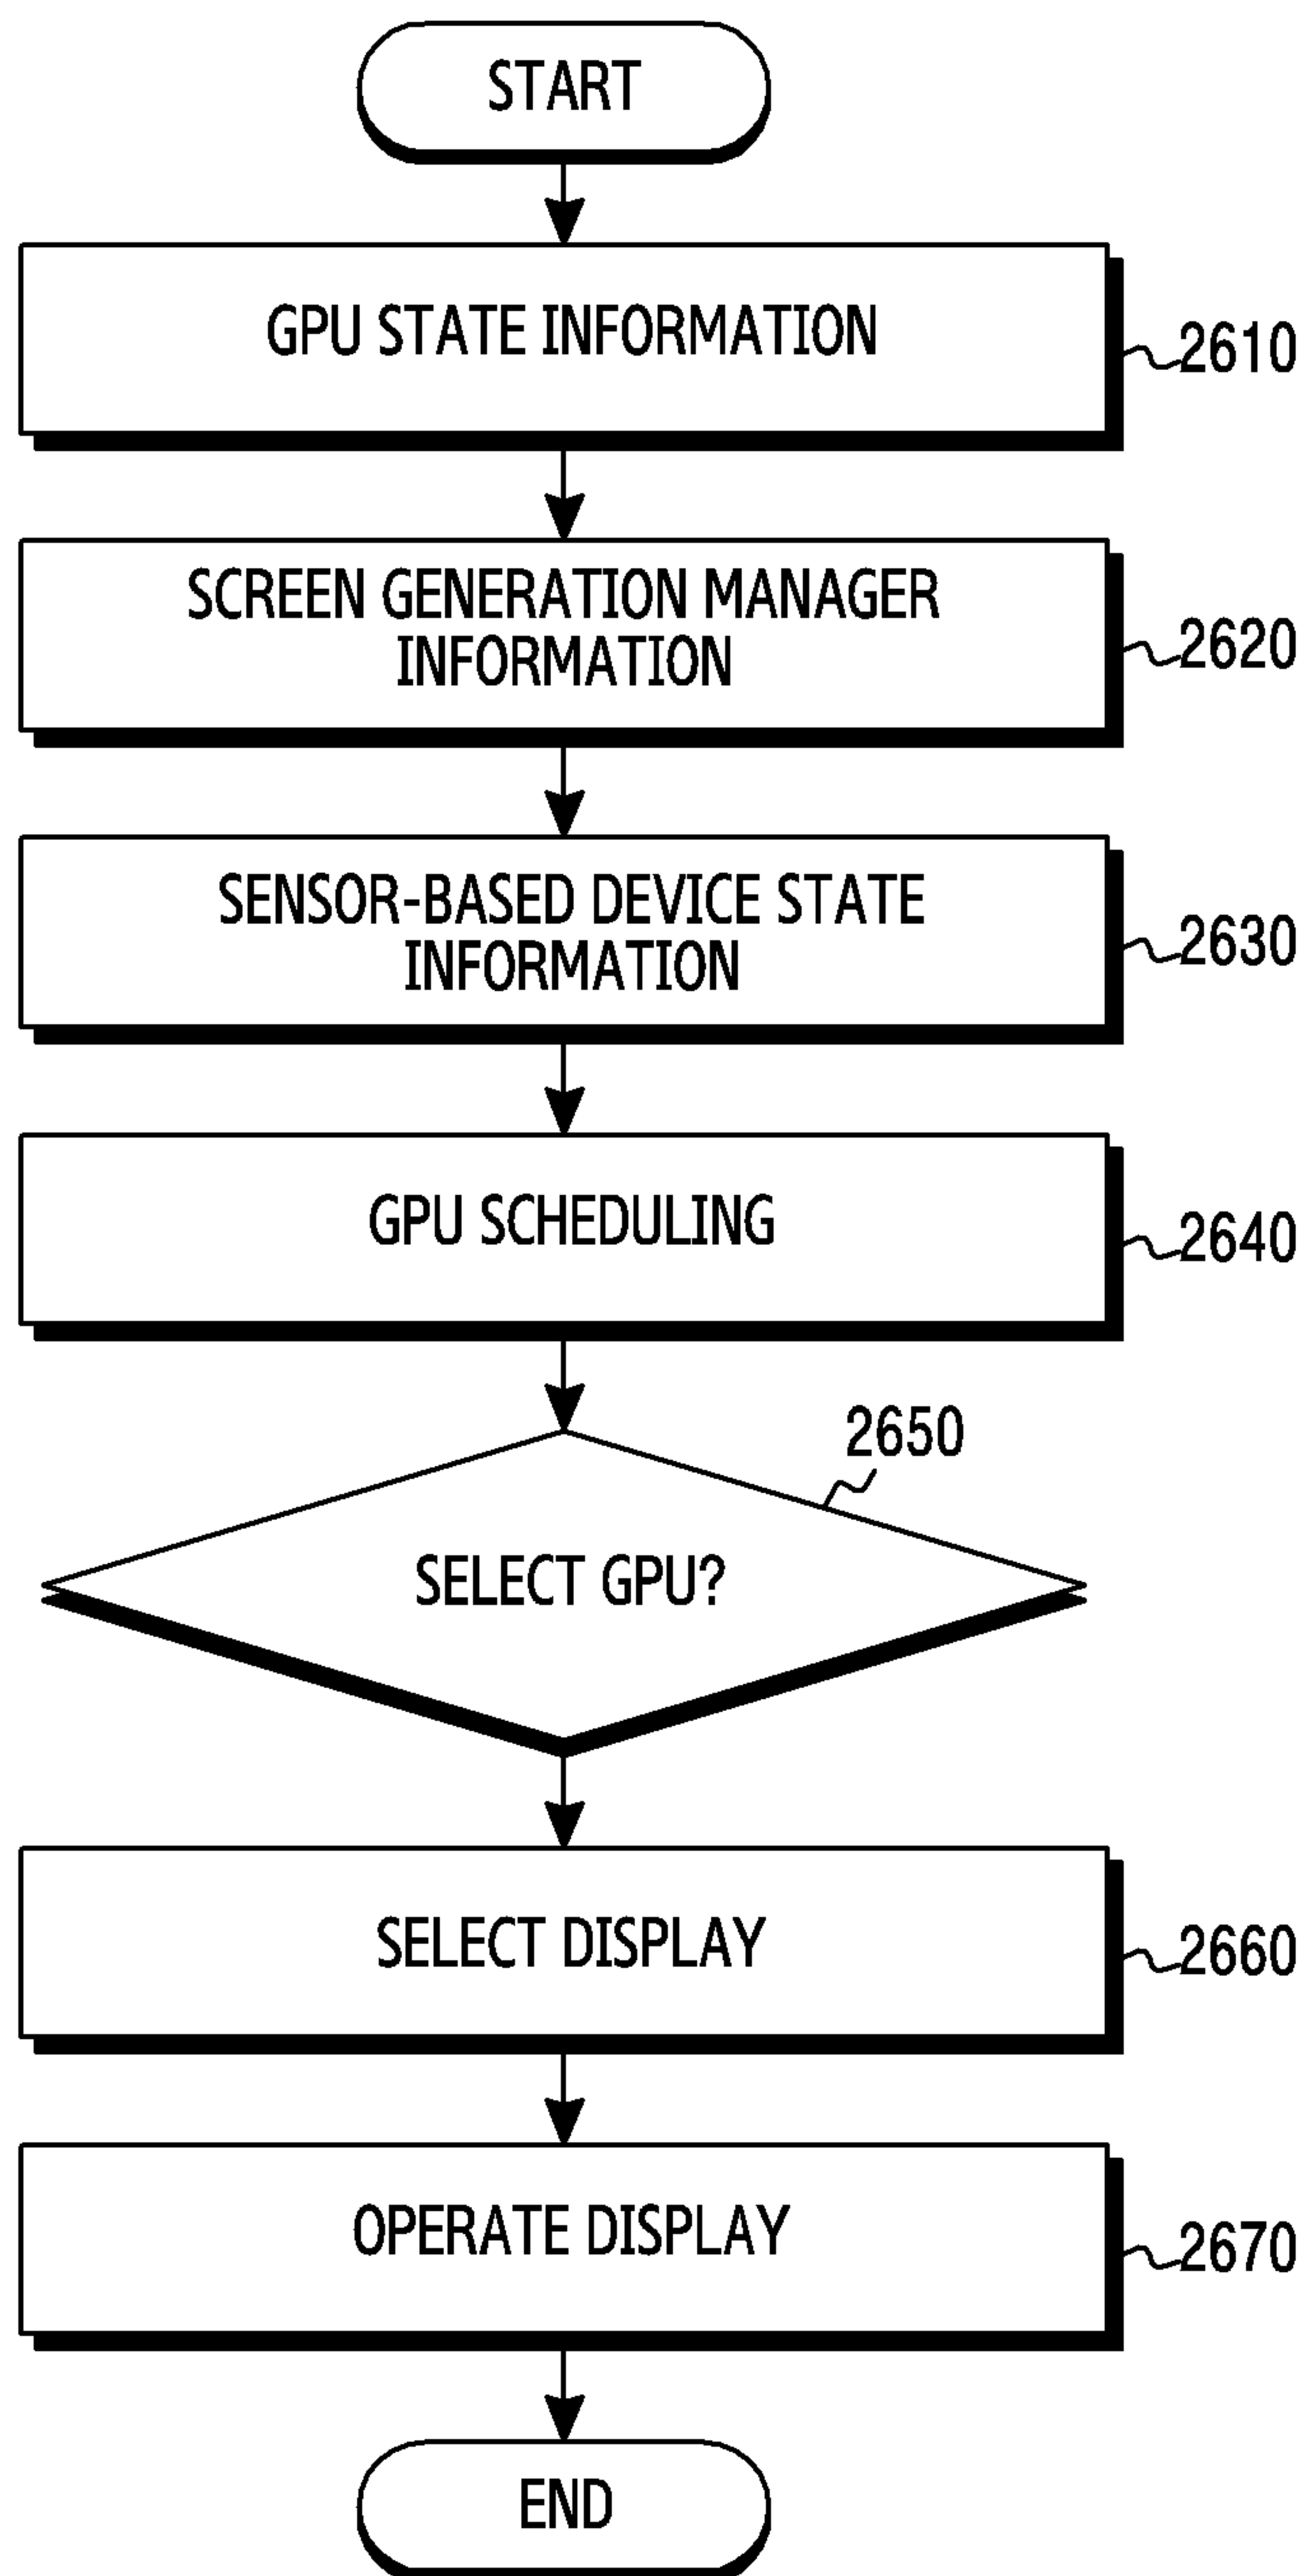 START
GPU STATE INFORMATION
2610
SCREEN GENERATION MANAGER
INFORMATION
2620
SENSOR-BASED DEVICE STATE
INFORMATION
2630
GPU SCHEDULING
2640
2650
SELECT GPU?
SELECT DISPLAY
2660
OPERATE DISPLAY
2670
END